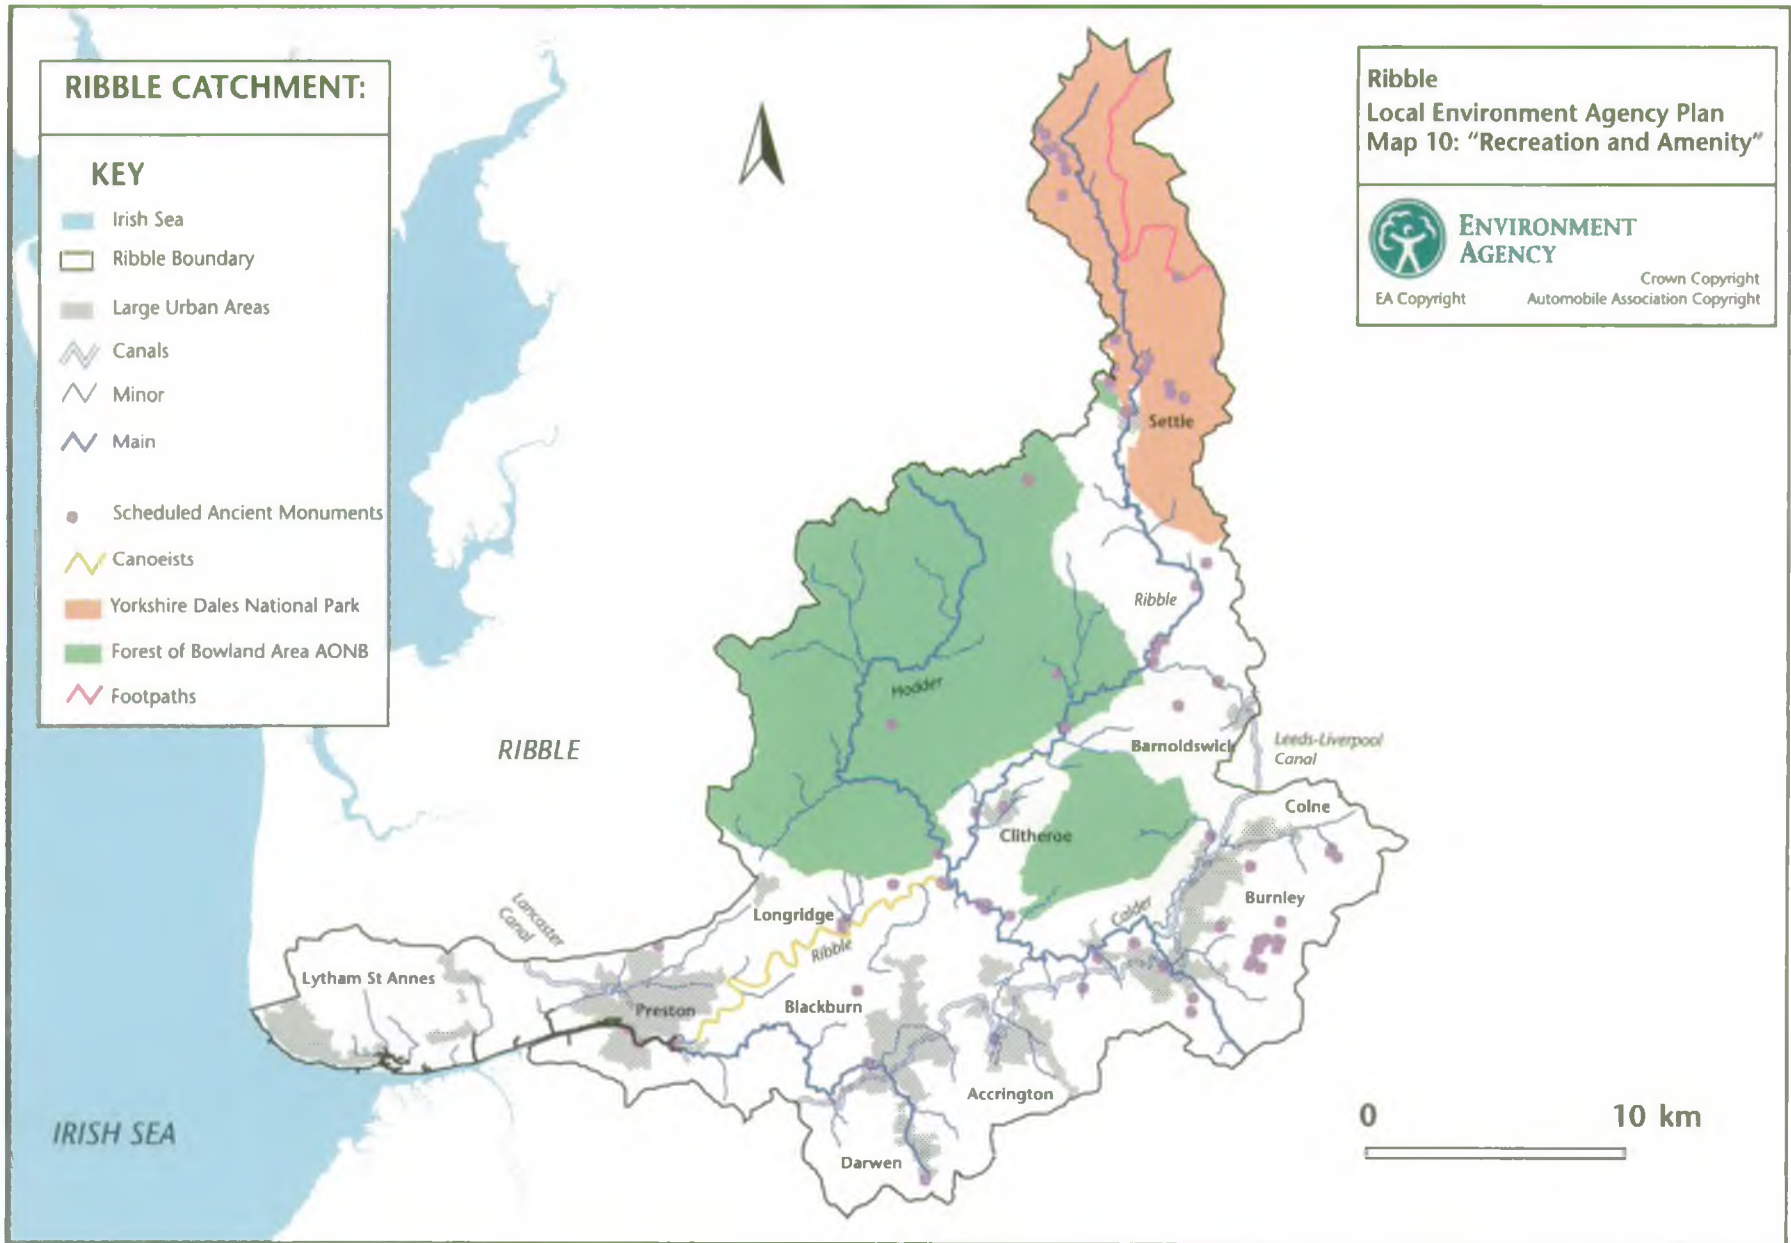 RIBBLE CATCHMENT:
KEY
Irish Sea
Ribble Boundary
Large Urban Areas
Canals
Minor
Main
Scheduled Ancient Monuments
Canoeists
Yorkshire Dales National Park
Forest of Bowland Area AONB
Footpaths
Ribble
Local Environment Agency Plan
Map 10: “Recreation and Amenity”
ENVIRONMENT
AGENCY
Crown Copyright
EA Copyright
Automobile Association Copyright
Settle
Ribble
Hodder
RIBBLE
Barnoldswick
Leeds-Liverpool
Canal
Colne
Clitheroe
Burnley
Calder
Longridge
Lancaster
Canal
Ribble
Lytham St Annes
Preston
Blackburn
Accrington
Darwen
IRISH SEA
0
10 km